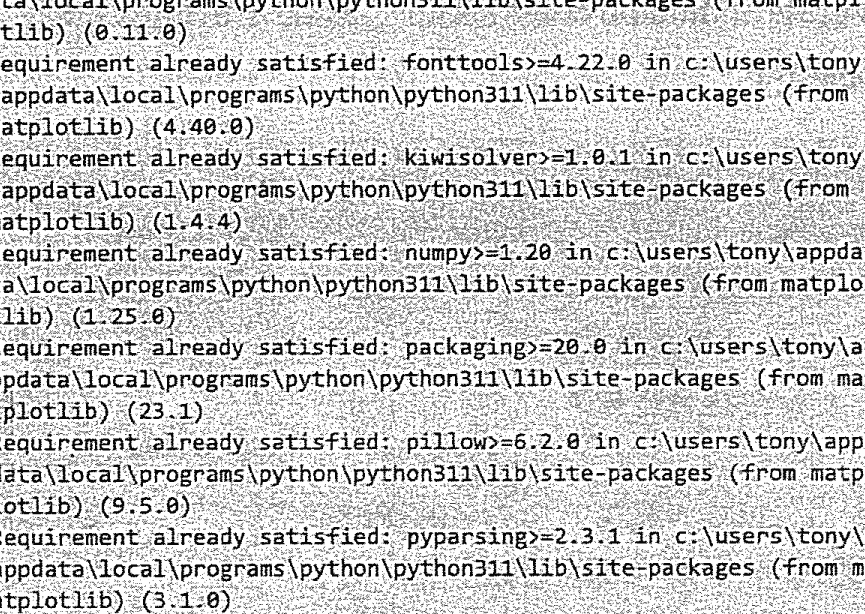 ta\local\programs\python\python311\lib\site-packages (from matpl
tlib) (0.11.0)
equirement already satisfied: fonttools>=4.22.0 in c:\users\tony
appdata\local\programs\python\python311\lib\site-packages (from
atplotlib) (4.40.0)
equirement already satisfied: kiwisolver>=1.0.1 in c:\users\tony
appdata\local\programs\python\python311\lib\site-packages (from
atplotlib) (1.4.4)
equirement already satisfied: numpy>=1.20 in c:\users\tony\appda
a\local\programs\python\python311\lib\site-packages (from matplo
lib) (1.25.0)
equirement already satisfied: packaging>=20.0 in c:\users\tony\a
ppdata\local\programs\python\python311\lib\site-packages (from ma
plotlib) (23.1)
Requirement already satisfied: pillow>=6.2.0 in c:\users\tony\app
data\local\programs\python\python311\lib\site-packages (from matp
lotlib) (9.5.0)
Requirement already satisfied: pyparsing>=2.3.1 in c:\users\tony\
appdata\local\programs\python\python311\lib\site-packages (from m
atplotlib) (3.1.0)